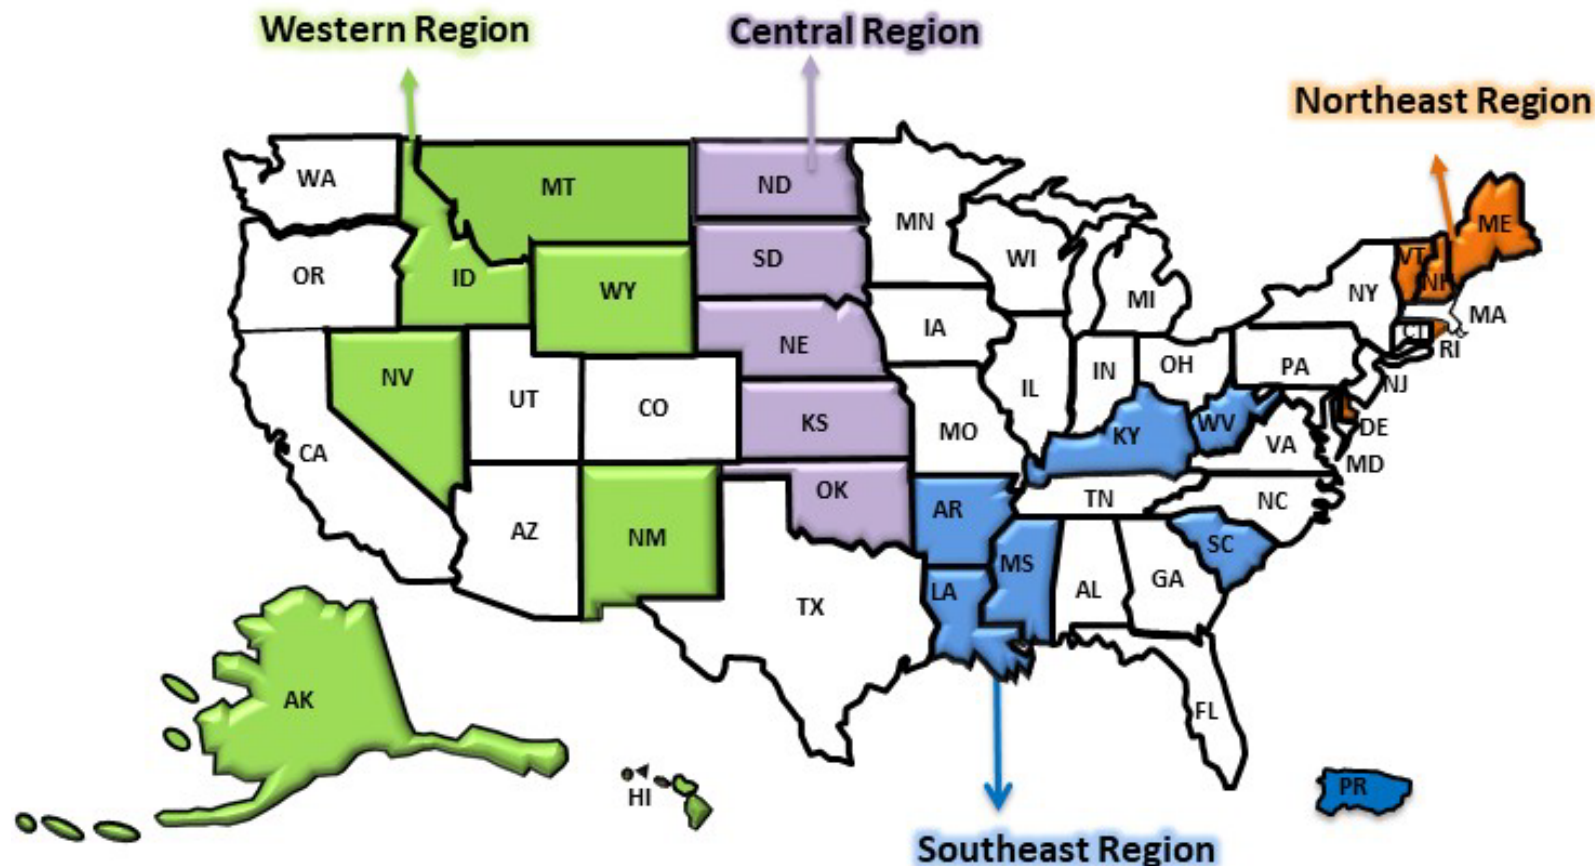 Western Region
Central Region
Northeast Region
WA
MT
ND
MN
ME
VT
NH
OR
ID
WY
SD
WI
MI
NY
MA
NV
UT
CO
NE
IA
IL
IN
OH
PA
CT
RI
NJ
CA
KS
MO
KY
WV
VA
DE
MD
AZ
NM
OK
AR
TN
NC
TX
LA
MS
AL
GA
SC
AK
HI
FL
PR
Southeast Region